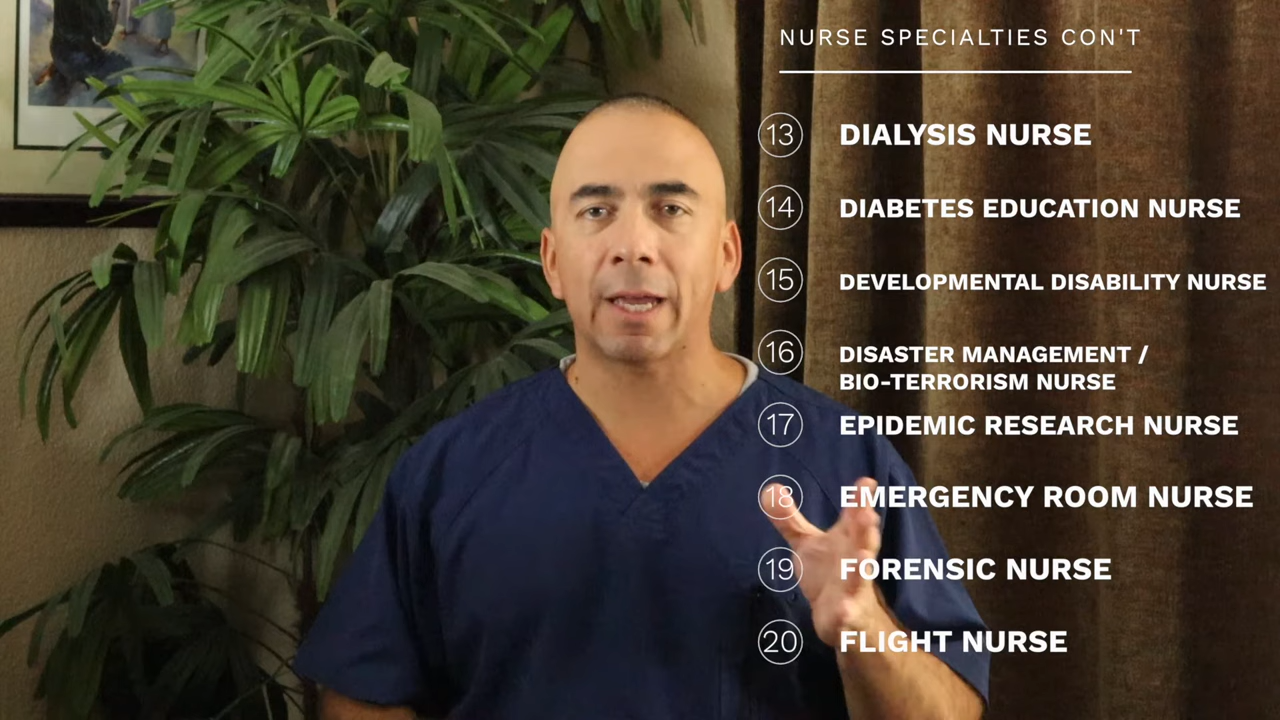 NURSE SPECIALTIES CON'T
13 DIALYSIS NURSE
14 DIABETES EDUCATION NURSE
15 DEVELOPMENTAL DISABILITY NURSE
16 DISASTER MANAGEMENT /
BIO-TERRORISM NURSE
17 EPIDEMIC RESEARCH NURSE
18 EMERGENCY ROOM NURSE
19 FORENSIC NURSE
20 FLIGHT NURSE